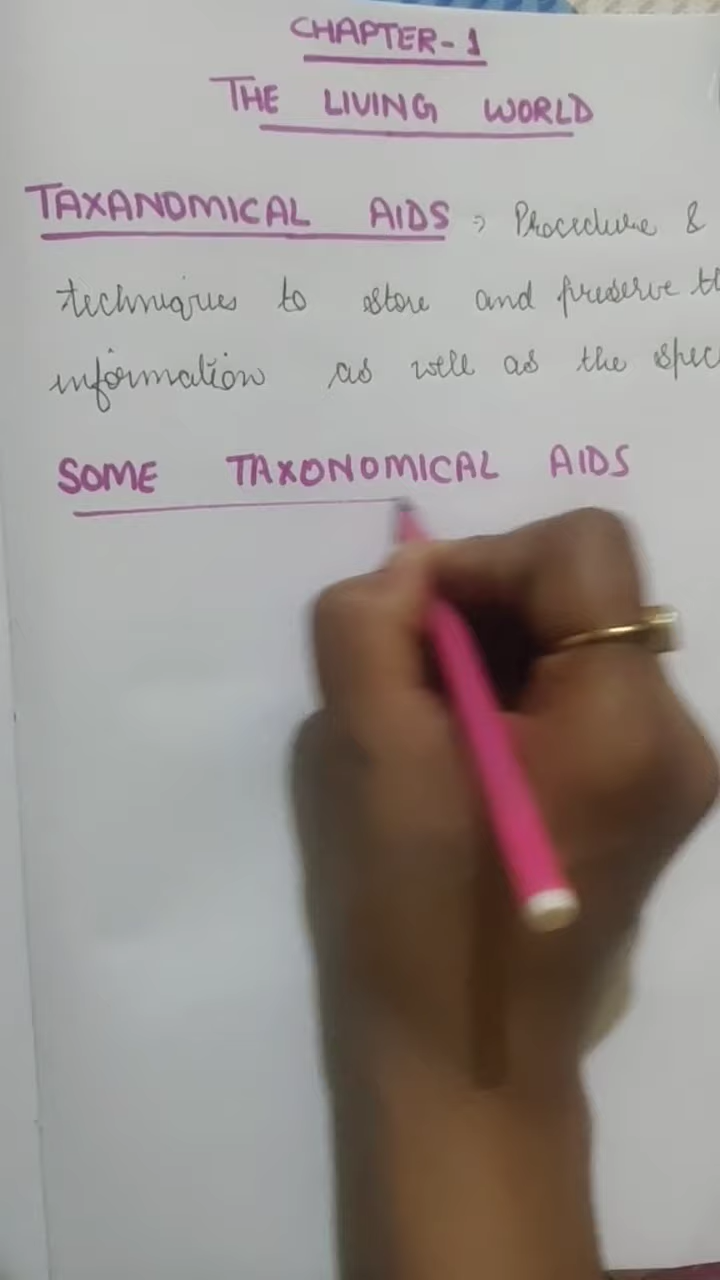 CHAPTER-1
THE LIVING WORLD
TAXANOMICAL AIDS : Procedure &
techniques to store and preserve
information as well as the
SOME TAXONOMICAL AIDS